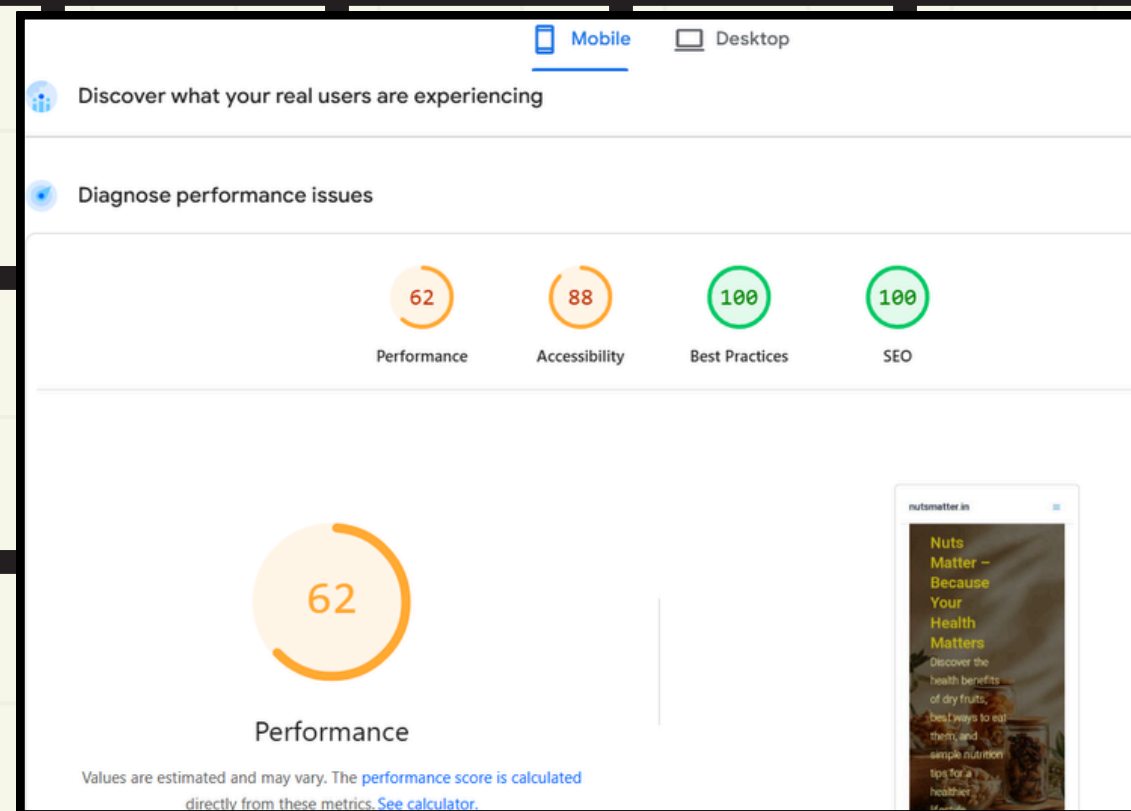 Mobile
Desktop
Discover what your real users are experiencing
Diagnose performance issues
62
88
100
100
Performance
Accessibility
Best Practices
SEO
62
Performance
Values are estimated and may vary. The performance score is calculated
directly from these metrics. See calculator.
nutsmatter.in
Nuts
Matter –
Because
Your
Health
Matters
Discover the
health benefits
of dry fruits,
best ways to eat
them, and
simple nutrition
tips for a
healthier